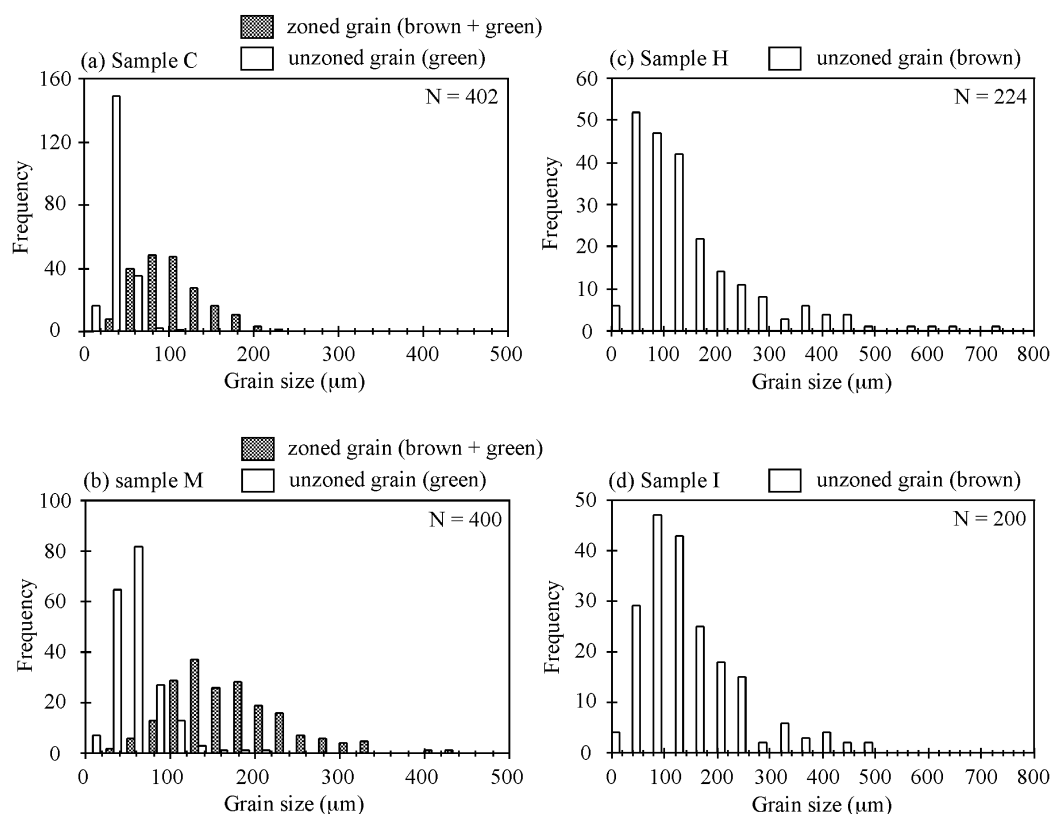 zoned grain (brown + green)
(a) Sample C
unzoned grain (green)
N = 402
Frequency
160
120
80
40
0
0 100 200 300 400 500
Grain size (µm)
(c) Sample H
unzoned grain (brown)
N = 224
Frequency
60
50
40
30
20
10
0
0 100 200 300 400 500 600 700 800
Grain size (µm)
zoned grain (brown + green)
(b) sample M
unzoned grain (green)
N = 400
Frequency
100
80
60
40
20
0
0 100 200 300 400 500
Grain size (µm)
(d) Sample I
unzoned grain (brown)
N = 200
Frequency
50
40
30
20
10
0
0 100 200 300 400 500 600 700 800
Grain size (µm)